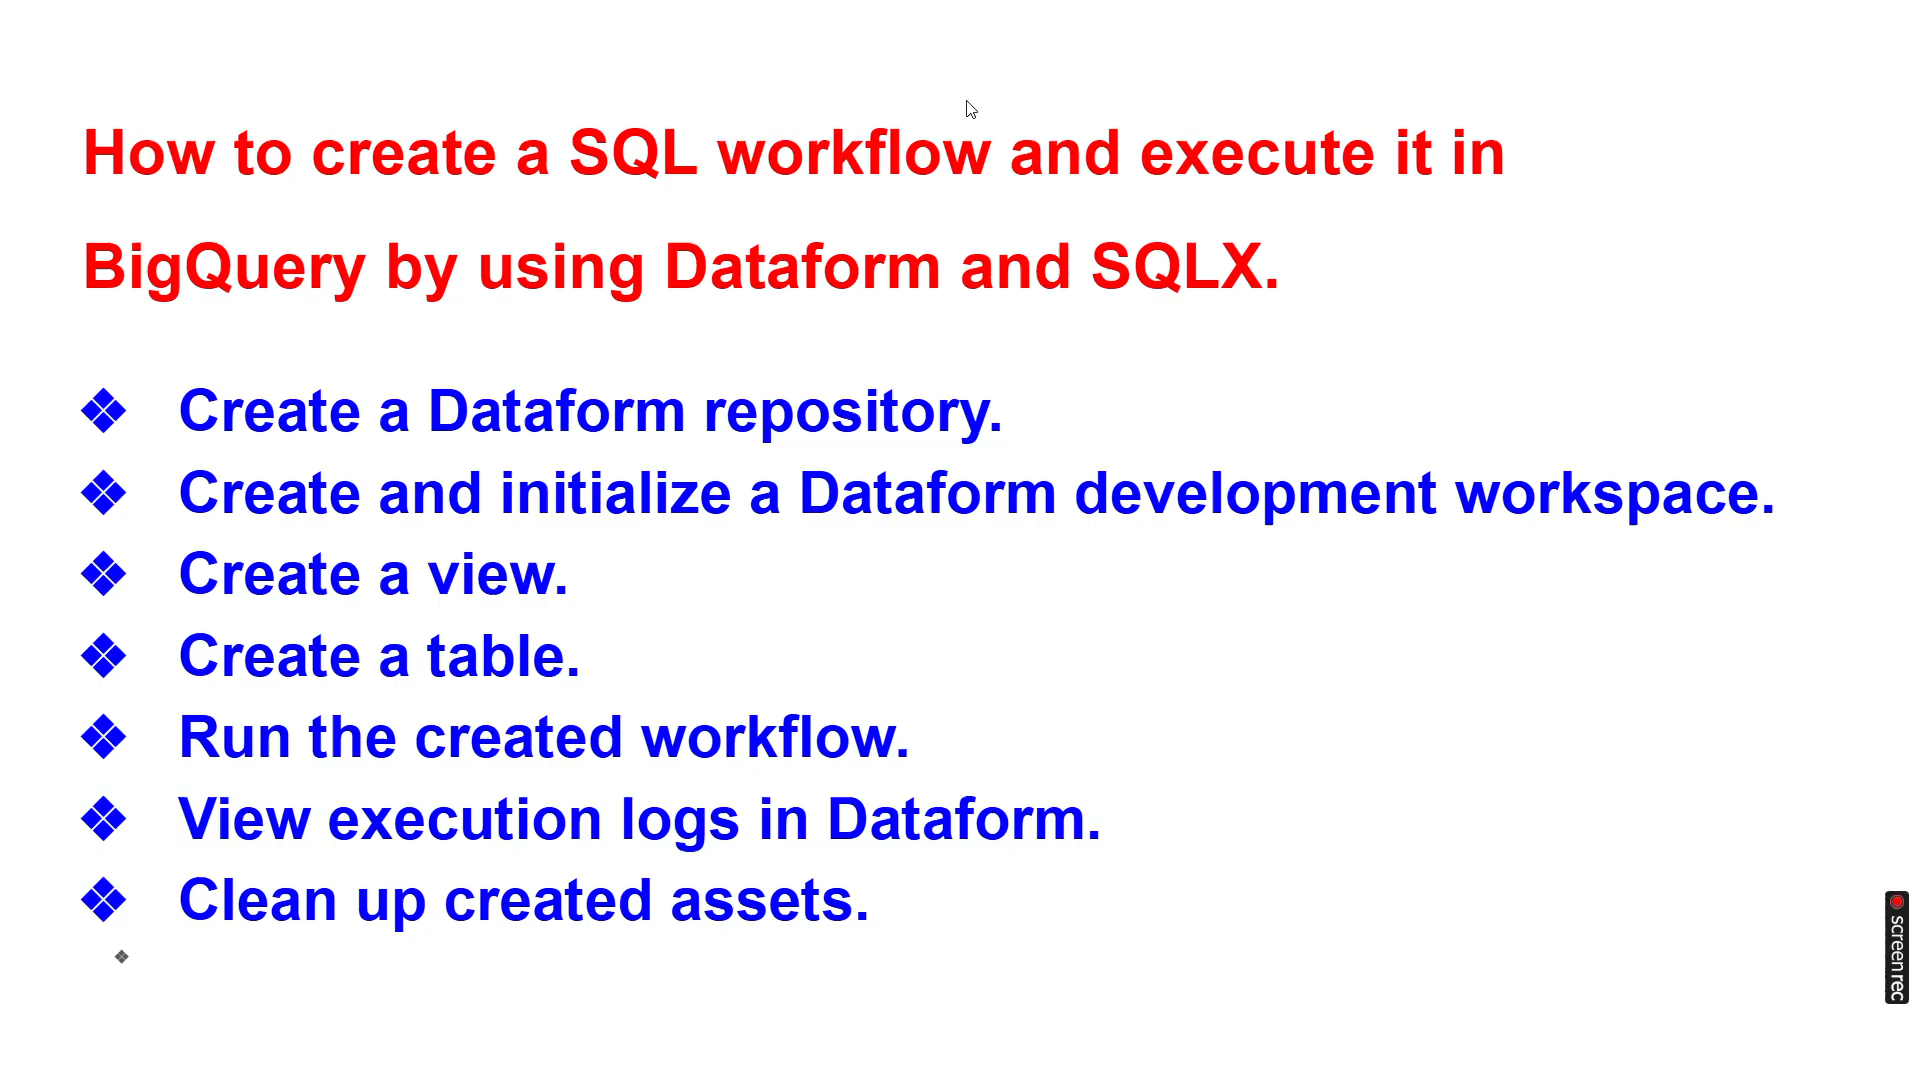 How to create a SQL workflow and execute it in
BigQuery by using Dataform and SQLX.
❖ Create a Dataform repository.
❖ Create and initialize a Dataform development workspace.
❖ Create a view.
❖ Create a table.
❖ Run the created workflow.
❖ View execution logs in Dataform.
❖ Clean up created assets.
❖
screenrec